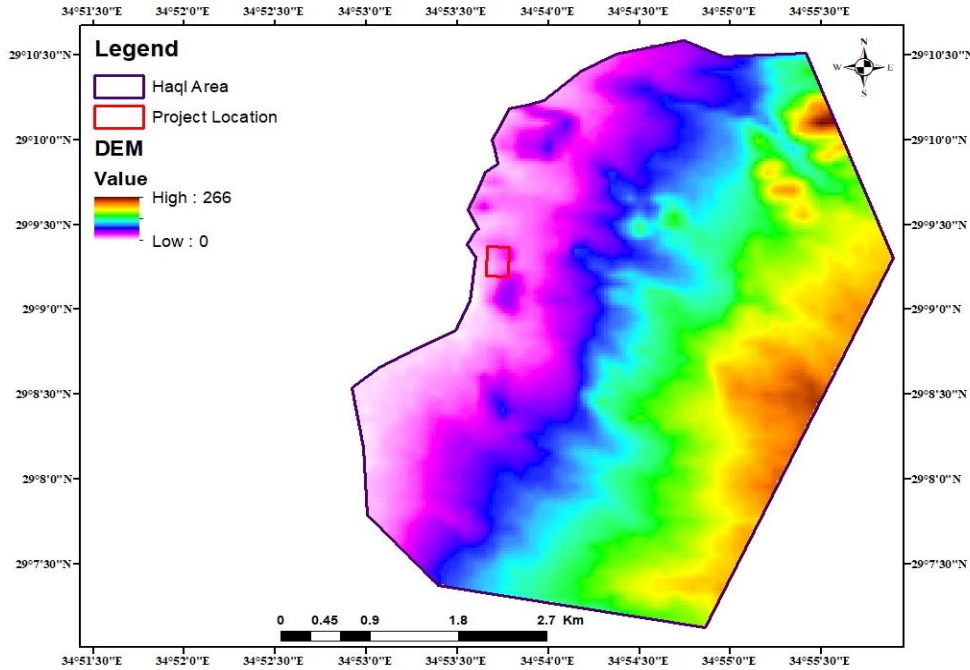 34°51'30"E 34°52'0"E 34°52'30"E 34°53'0"E 34°53'30"E 34°54'0"E 34°54'30"E 34°55'0"E 34°55'30"E
Legend
Haql Area
Project Location
DEM
Value
High : 266
Low : 0
N
W E
S
29°10'30"N 29°10'30"N
29°10'0"N 29°10'0"N
29°9'30"N 29°9'30"N
29°9'0"N 29°9'0"N
29°8'30"N 29°8'30"N
29°8'0"N 29°8'0"N
29°7'30"N 29°7'30"N
0 0.45 0.9 1.8 2.7 Km
34°51'30"E 34°52'0"E 34°52'30"E 34°53'0"E 34°53'30"E 34°54'0"E 34°54'30"E 34°55'0"E 34°55'30"E